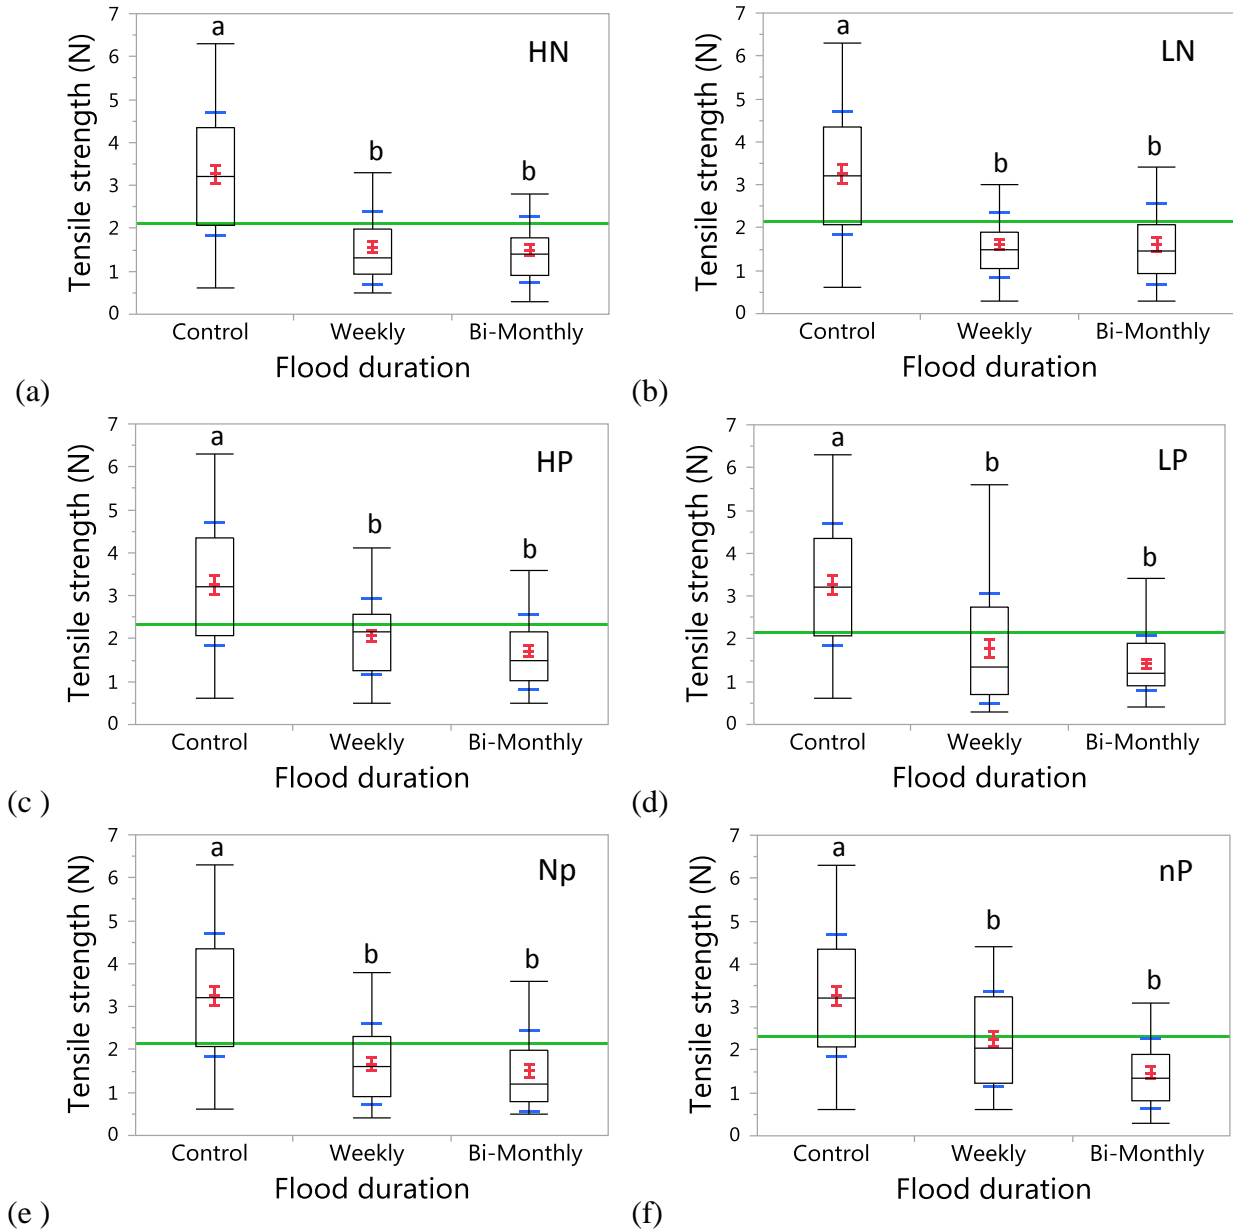 7
6
5
4
3
2
1
0
Tensile strength (N)
a
b
b
HN
Control
Weekly
Bi-Monthly
Flood duration
(a)
7
6
5
4
3
2
1
0
Tensile strength (N)
a
b
b
LN
Control
Weekly
Bi-Monthly
Flood duration
(b)
7
6
5
4
3
2
1
0
Tensile strength (N)
a
b
b
HP
Control
Weekly
Bi-Monthly
Flood duration
(c )
7
6
5
4
3
2
1
0
Tensile strength (N)
a
b
b
LP
Control
Weekly
Bi-Monthly
Flood duration
(d)
7
6
5
4
3
2
1
0
Tensile strength (N)
a
b
b
Np
Control
Weekly
Bi-Monthly
Flood duration
(e )
7
6
5
4
3
2
1
0
Tensile strength (N)
a
b
b
nP
Control
Weekly
Bi-Monthly
Flood duration
(f)